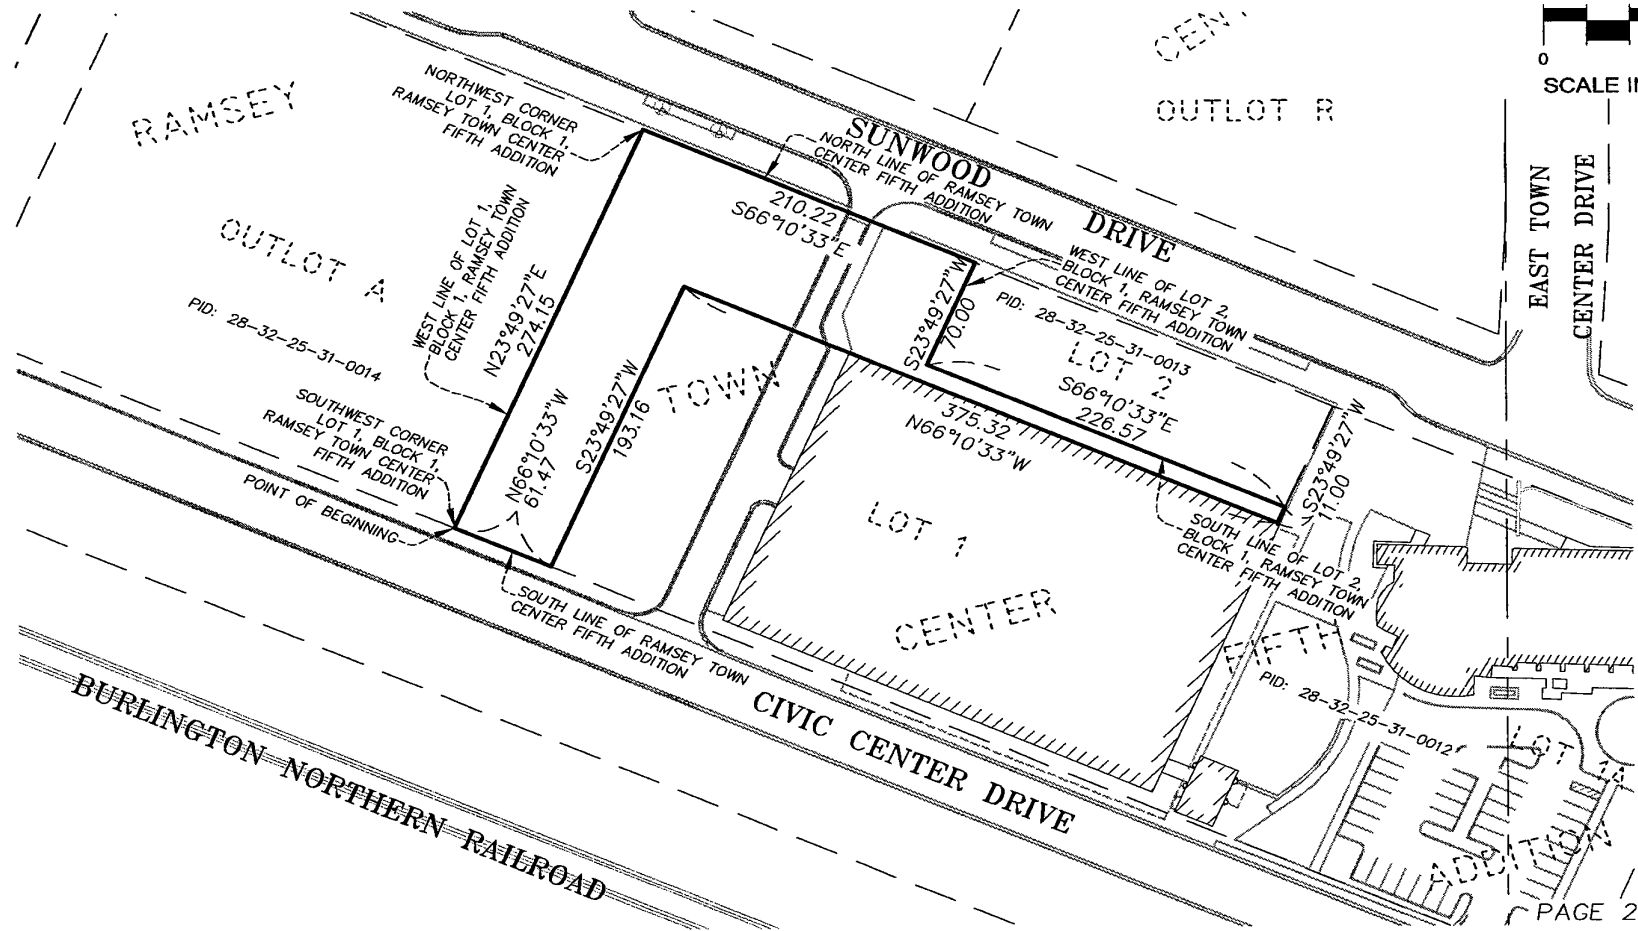 CENT
0
SCALE IN
OUTLOT R
RAMSEY
NORTHWEST CORNER
LOT 1, BLOCK 1,
RAMSEY TOWN CENTER
FIFTH ADDITION
SUNWOOD
DRIVE
NORTH LINE OF RAMSEY TOWN
CENTER FIFTH ADDITION
ADDITION
EAST TOWN
CENTER DRIVE
210.22
S66°10'33"E
WEST LINE OF LOT 2,
BLOCK 1, RAMSEY TOWN
CENTER FIFTH ADDITION
OUTLOT A
PID: 28-32-25-31-0014
WEST LINE OF LOT 1,
BLOCK 1, RAMSEY TOWN
CENTER FIFTH ADDITION
N23°49'27"E
274.15
S23°49'27"W
70.00
PID: 28-32-25-31-0013
LOT 2
S66°10'33"E
226.57
375.32
N66°10'33"W
TOWN
S23°49'27"W
193.16
N66°10'33"W
61.47
S23°49'27"W
11.00
SOUTHWEST CORNER
LOT 1, BLOCK 1,
RAMSEY TOWN CENTER
FIFTH ADDITION
POINT OF BEGINNING
LOT 1
SOUTH LINE OF LOT 2,
BLOCK 1, RAMSEY TOWN
CENTER FIFTH ADDITION
ADDITION
SOUTH LINE OF RAMSEY TOWN
CENTER FIFTH ADDITION
CENTER
FIFTH
PID: 28-32-25-31-0012
LOT
CIVIC CENTER DRIVE
BURLINGTON NORTHERN RAILROAD
ADDITION
PAGE 2